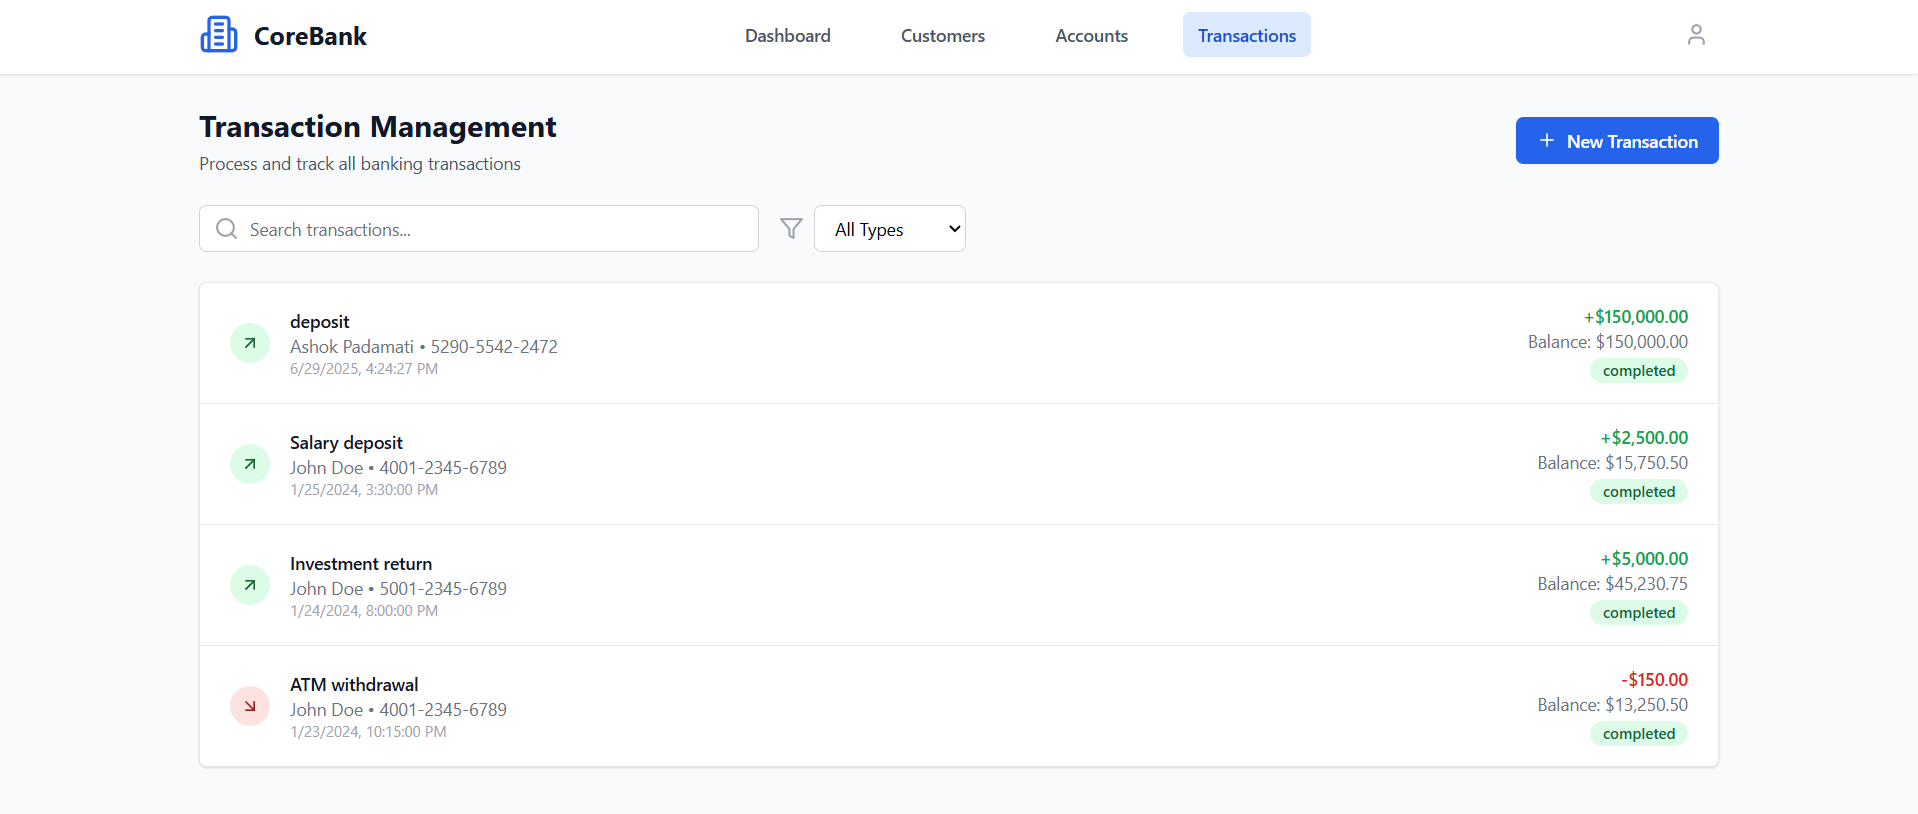 CoreBank
Dashboard
Customers
Accounts
Transactions
Transaction Management
Process and track all banking transactions
+ New Transaction
Search transactions...
All Types
deposit
Ashok Padamati • 5290-5542-2472
6/29/2025, 4:24:27 PM
+$150,000.00
Balance: $150,000.00
completed
Salary deposit
John Doe • 4001-2345-6789
1/25/2024, 3:30:00 PM
+$2,500.00
Balance: $15,750.50
completed
Investment return
John Doe • 5001-2345-6789
1/24/2024, 8:00:00 PM
+$5,000.00
Balance: $45,230.75
completed
ATM withdrawal
John Doe • 4001-2345-6789
1/23/2024, 10:15:00 PM
-$150.00
Balance: $13,250.50
completed